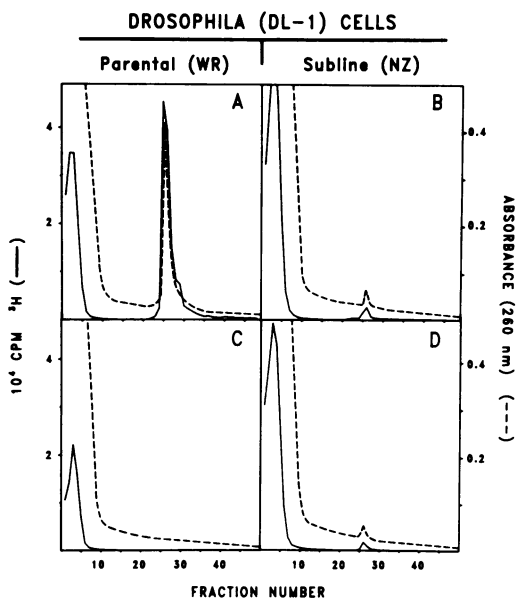 DROSOPHILA (DL-1) CELLS
Parental (WR) Subline (NZ)
A B
4 0.4
2 0.2
C D
4 0.4
2 0.2
10 20 30 40 10 20 30 40
FRACTION NUMBER
10⁴ CPM ³H (——)
ABSORBANCE (260 nm) (---)